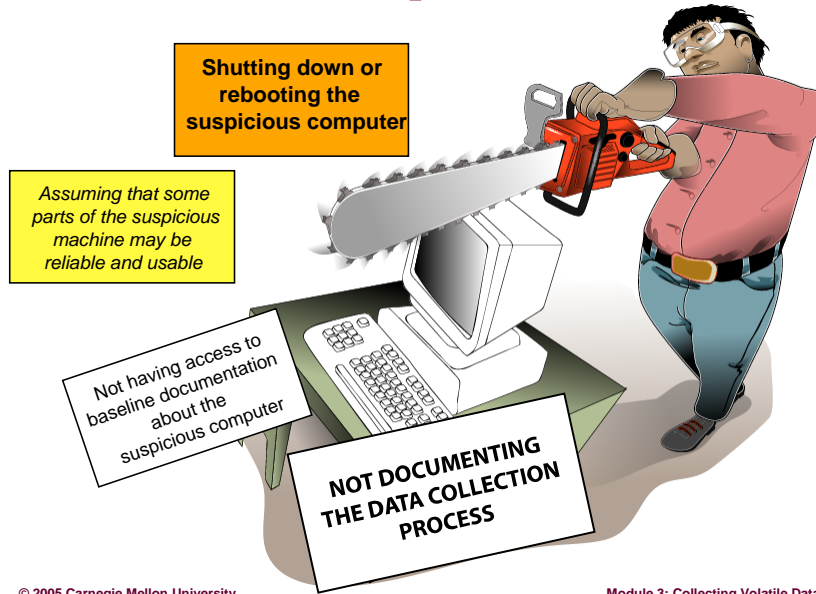 Shutting down or
rebooting the
suspicious computer
Assuming that some
parts of the suspicious
machine may be
reliable and usable
Not having access to
baseline documentation
about the
suspicious computer
NOT DOCUMENTING
THE DATA COLLECTION
PROCESS
© 2005 Carnegie Mellon University
Module 3: Collecting Volatile Data